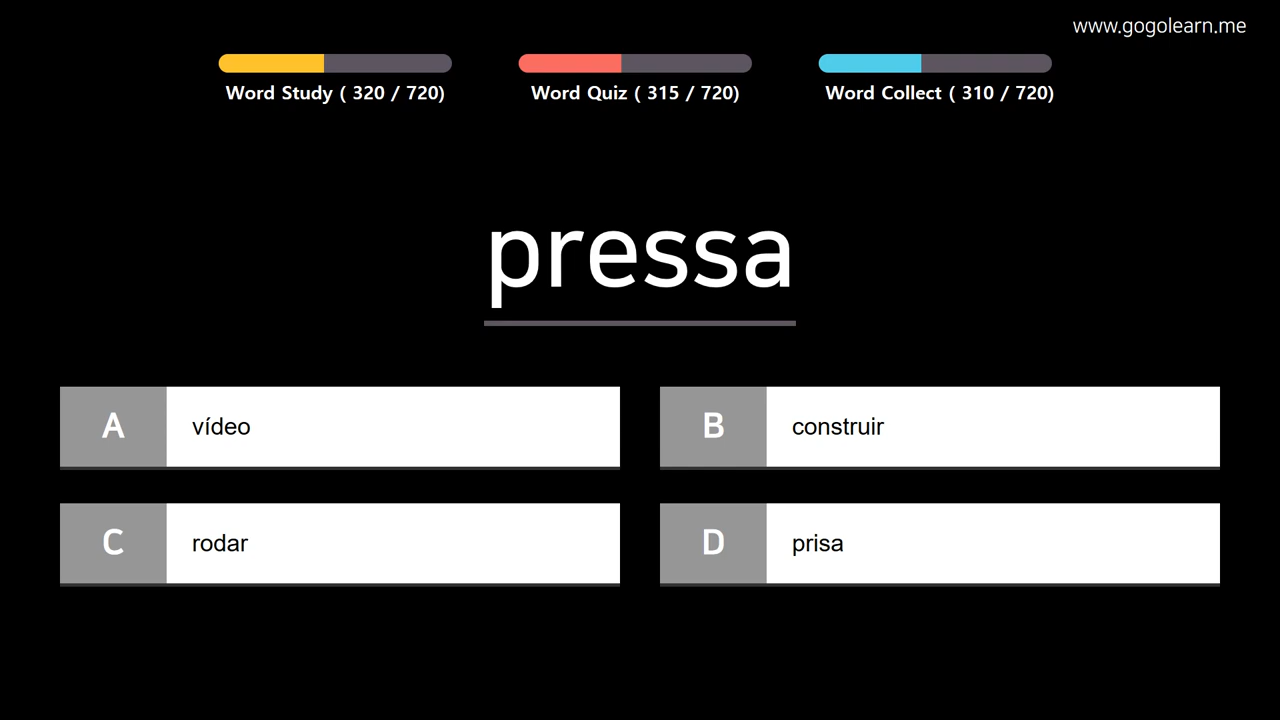 www.gogolearn.me
Word Study ( 320 / 720)
Word Quiz ( 315 / 720)
Word Collect ( 310 / 720)
pressa
A vídeo
B construir
C rodar
D prisa